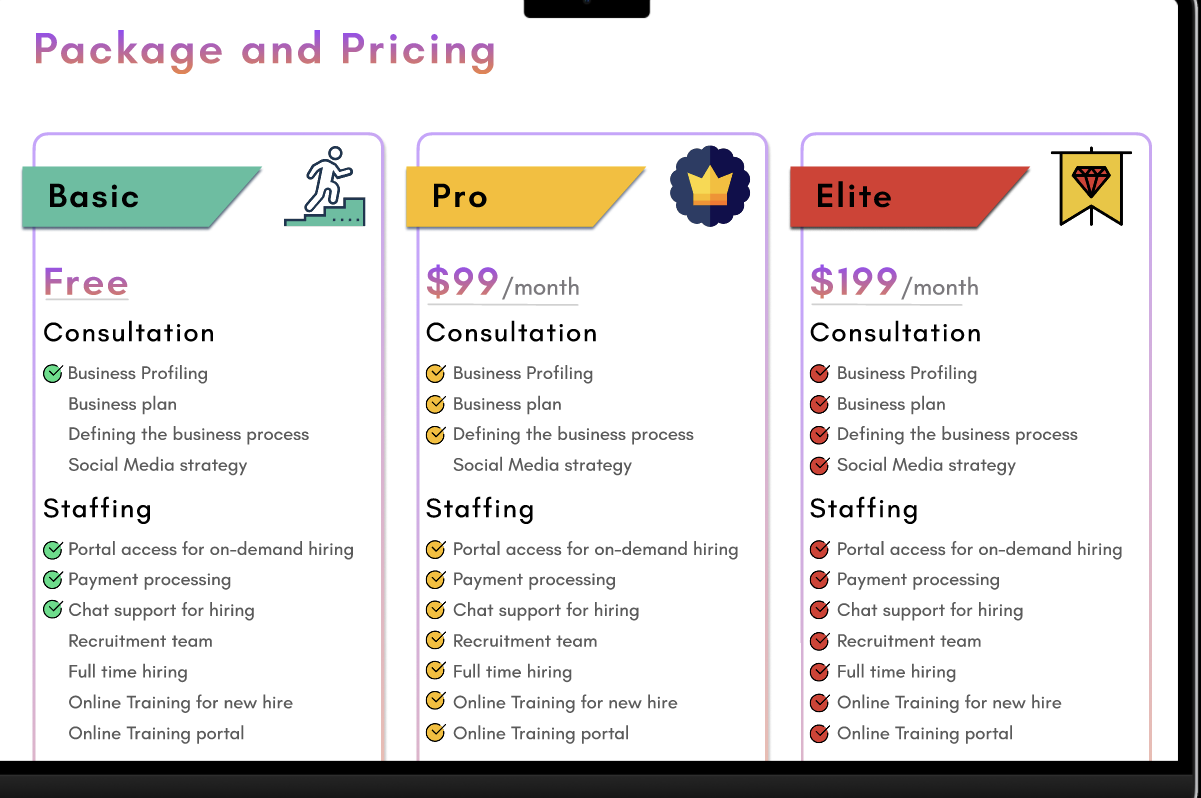 Package and Pricing
Basic
Free
Consultation
Business Profiling
Business plan
Defining the business process
Social Media strategy
Staffing
Portal access for on-demand hiring
Payment processing
Chat support for hiring
Recruitment team
Full time hiring
Online Training for new hire
Online Training portal
Pro
$99/month
Consultation
Business Profiling
Business plan
Defining the business process
Social Media strategy
Staffing
Portal access for on-demand hiring
Payment processing
Chat support for hiring
Recruitment team
Full time hiring
Online Training for new hire
Online Training portal
Elite
$199/month
Consultation
Business Profiling
Business plan
Defining the business process
Social Media strategy
Staffing
Portal access for on-demand hiring
Payment processing
Chat support for hiring
Recruitment team
Full time hiring
Online Training for new hire
Online Training portal